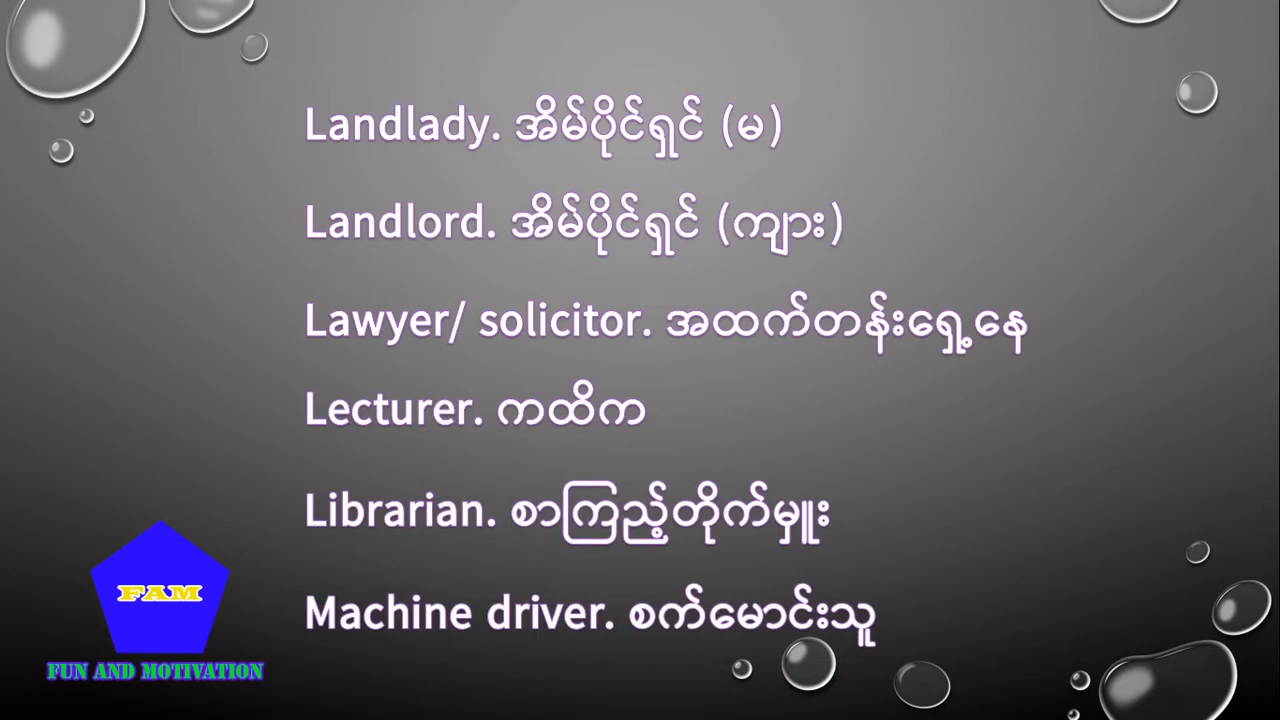 Landlady. အိမ်ပိုင်ရှင် (မ)
Landlord. အိမ်ပိုင်ရှင် (ကျား)
Lawyer/ solicitor. အထက်တန်းရှေ့နေ
Lecturer. ကထိက
Librarian. စာကြည့်တိုက်မှူး
Machine driver. စက်မောင်းသူ
FAM
FUN AND MOTIVATION